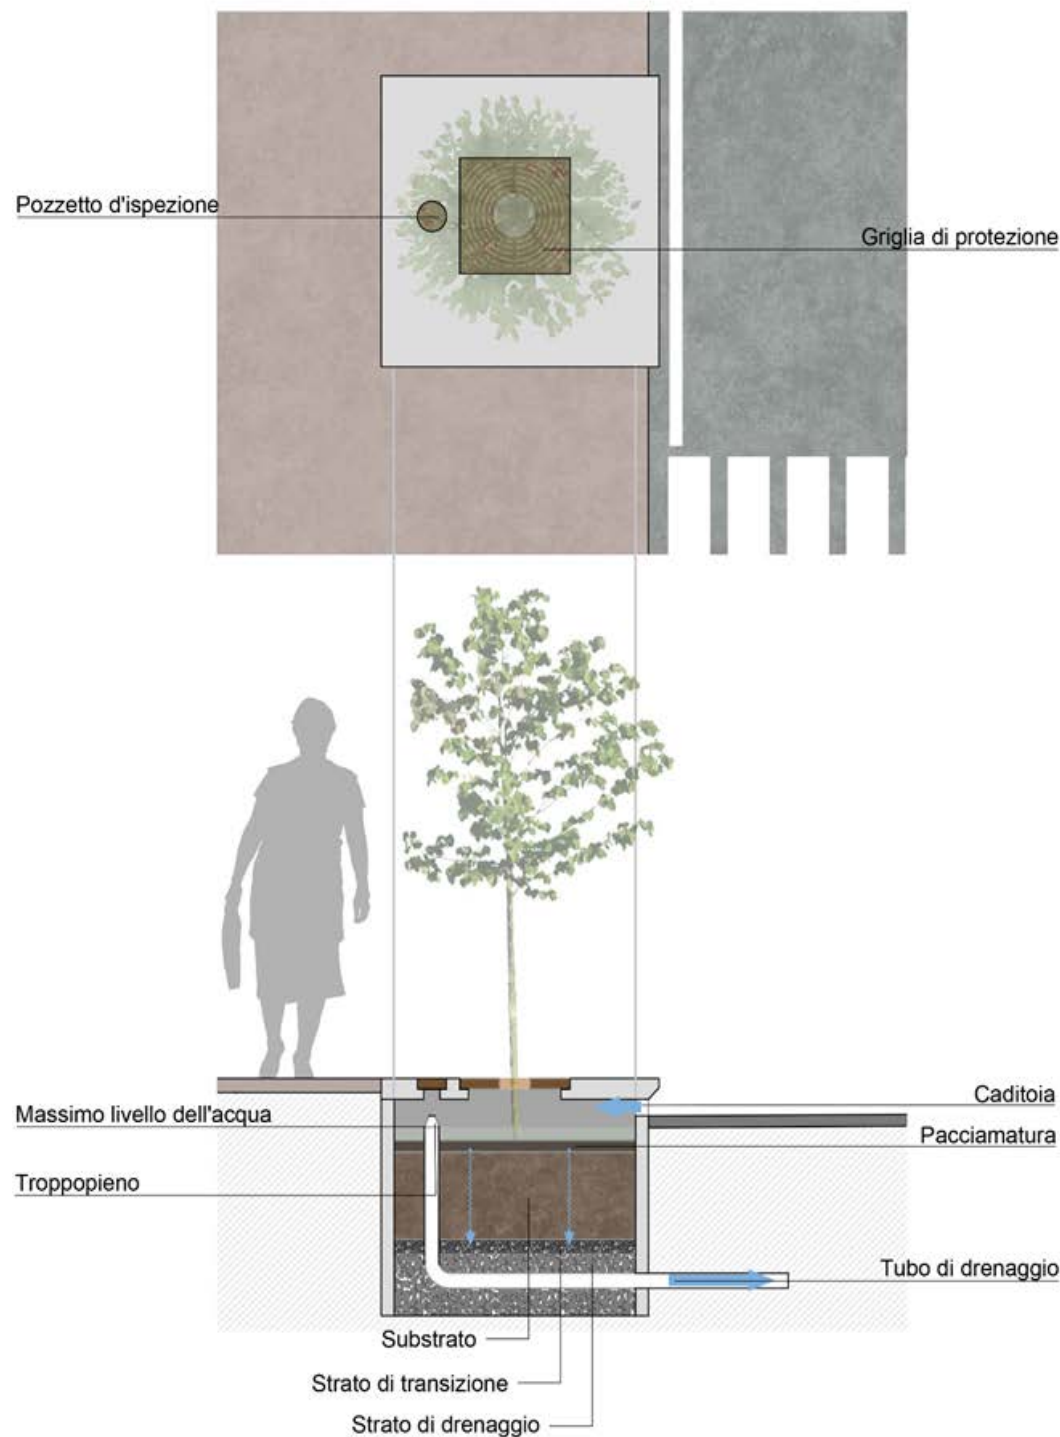 Pozzetto d'ispezione
Griglia di protezione
Caditoia
Massimo livello dell'acqua
Pacciamatura
Troppopieno
Tubo di drenaggio
Substrato
Strato di transizione
Strato di drenaggio